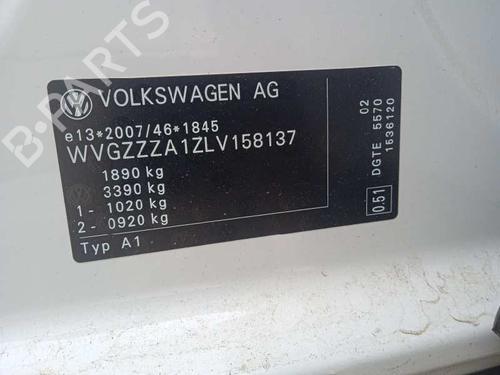 VOLKSWAGEN AG
e13*2007/46*1845
WVGZZZA1ZLV158137
1890 kg
3390 kg
1 - 1020 kg
2 - 0920 kg
Typ A1
02
DGTE 5570
1536120
0.51
B-PARTS